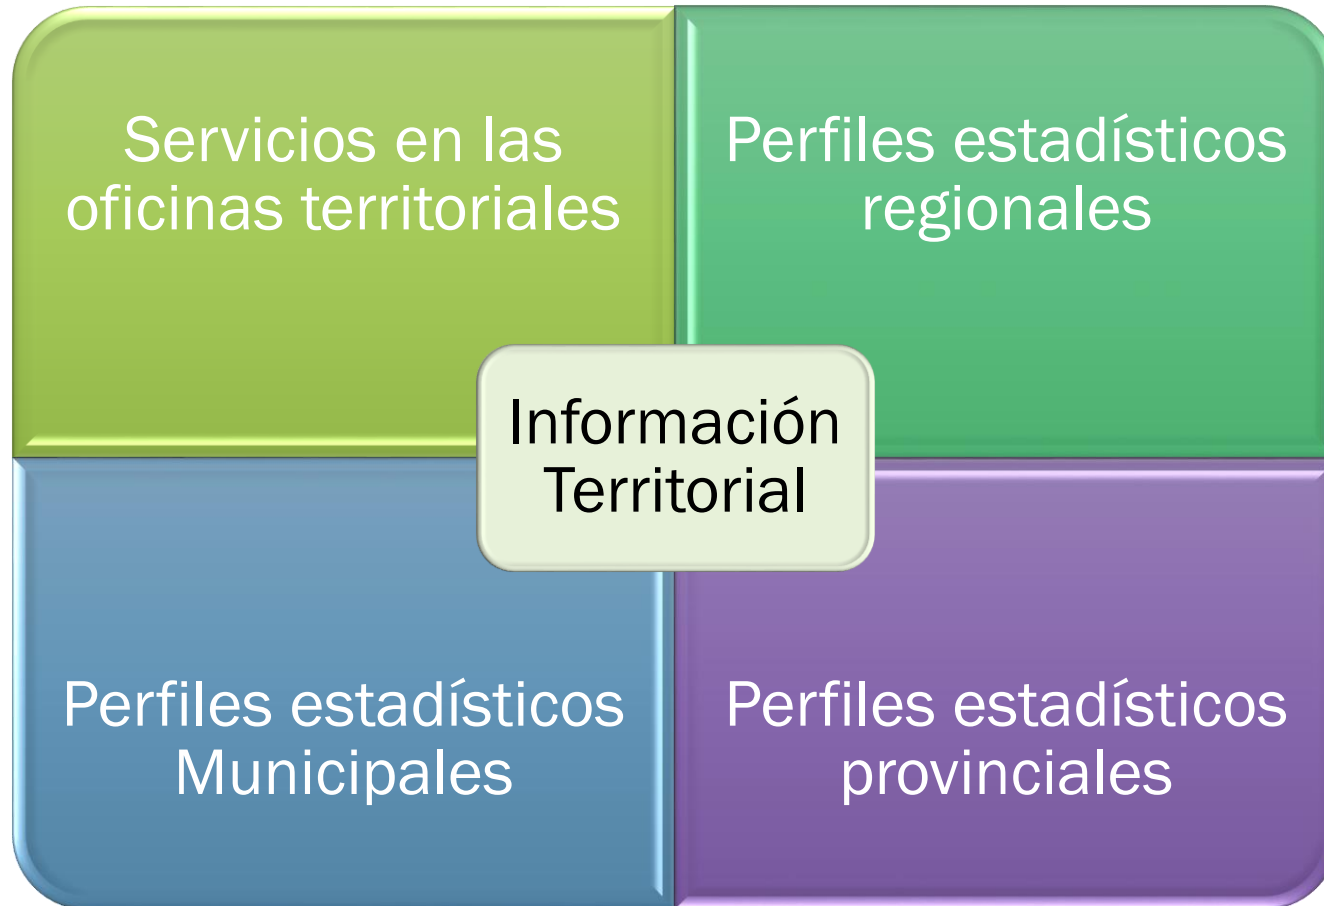 Servicios en las
oficinas territoriales
Perfiles estadísticos
regionales
Información
Territorial
Perfiles estadísticos
Municipales
Perfiles estadísticos
provinciales